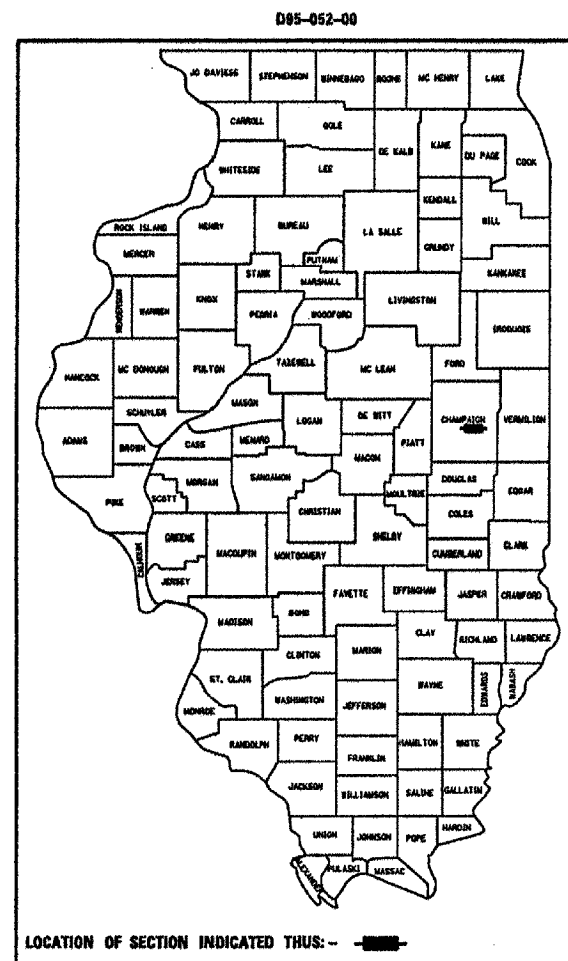 D95-052-00
JO DAVIESS STEPHENSON WINNEBAGO BOONE MC HENRY LAKE
CARROLL OGLE DE KALB KANE DU PAGE COOK
WHITESIDE LEE
KENDALL
ROCK ISLAND HENRY BUREAU LA SALLE GRUNDY WILL
MERCER PUTNAM
STARK MARSHALL KANKAKEE
HENDERSON WARREN KNOX PEORIA WOODFORD LIVINGSTON
IROQUOIS
HANCOCK MC DONOUGH FULTON TAZEWELL MC LEAN FORD
SCHUYLER MASON LOGAN DE WITT CHAMPAIGN VERMILION
ADAMS BROWN CASS MENARD PIATT
MACON
PIKE SCOTT MORGAN SANGAMON MOULTRIE DOUGLAS EDGAR
CHRISTIAN COLES
CALHOUN GREENE MACOUPIN MONTGOMERY SHELBY CUMBERLAND CLARK
JERSEY FAYETTE EFFINGHAM JASPER CRAWFORD
MADISON BOND CLAY
CLINTON MARION RICHLAND LAWRENCE
ST. CLAIR WAYNE EDWARDS WABASH
MONROE WASHINGTON JEFFERSON
RANDOLPH PERRY HAMILTON WHITE
FRANKLIN
JACKSON WILLIAMSON SALINE GALLATIN
UNION JOHNSON POPE HARDIN
ALEXANDER PULASKI MASSAC
LOCATION OF SECTION INDICATED THUS:-